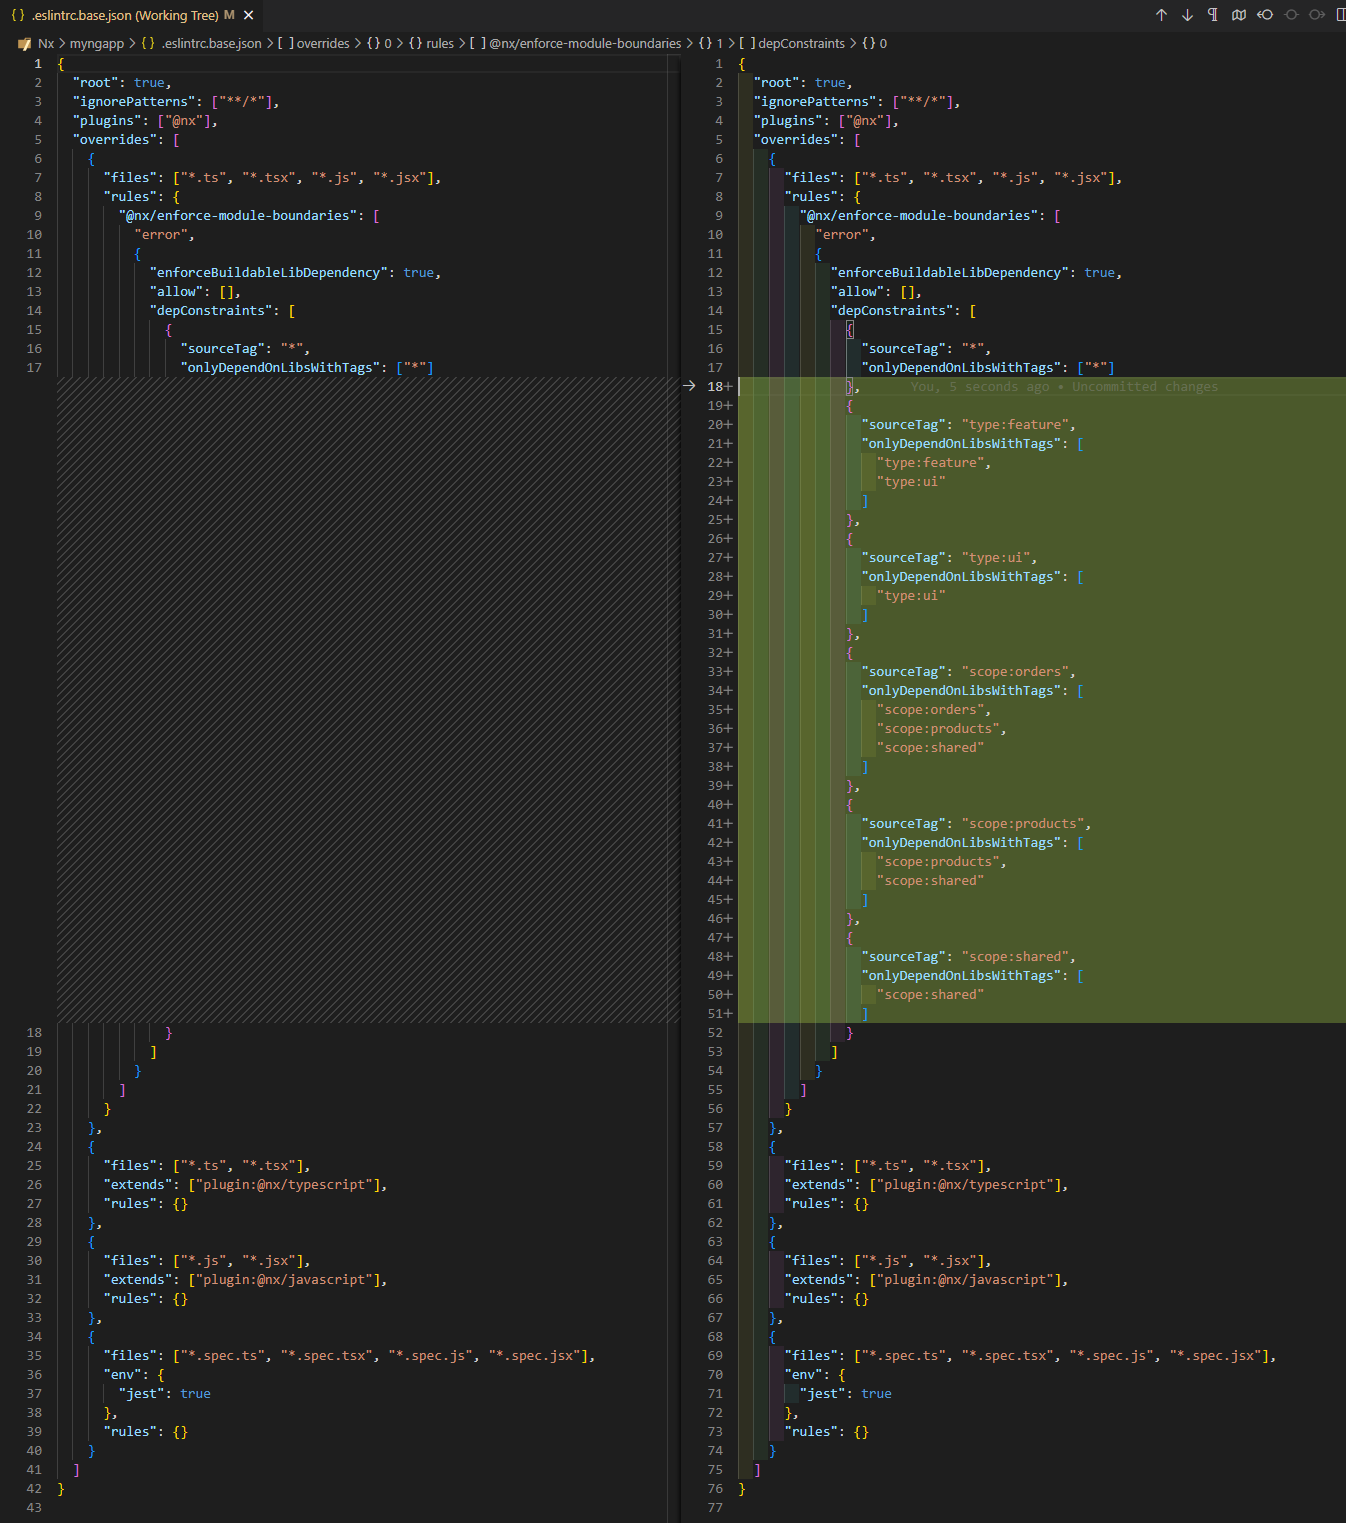 .eslintrc.base.json (Working Tree) M
Nx > myngapp > {} .eslintrc.base.json > [ ] overrides > {} 0 > {} rules > [ ] @nx/enforce-module-boundaries > {} 1 > [ ] depConstraints > {} 0
1 {
2 "root": true,
3 "ignorePatterns": ["**/*"],
4 "plugins": ["@nx"],
5 "overrides": [
6 {
7 "files": ["*.ts", "*.tsx", "*.js", "*.jsx"],
8 "rules": {
9 "@nx/enforce-module-boundaries": [
10 "error",
11 {
12 "enforceBuildableLibDependency": true,
13 "allow": [],
14 "depConstraints": [
15 {
16 "sourceTag": "*",
17 "onlyDependOnLibsWithTags": ["*"]
18 }
19 ]
20 }
21 ]
22 }
23 },
24 {
25 "files": ["*.ts", "*.tsx"],
26 "extends": ["plugin:@nx/typescript"],
27 "rules": {}
28 },
29 {
30 "files": ["*.js", "*.jsx"],
31 "extends": ["plugin:@nx/javascript"],
32 "rules": {}
33 },
34 {
35 "files": ["*.spec.ts", "*.spec.tsx", "*.spec.js", "*.spec.jsx"],
36 "env": {
37 "jest": true
38 },
39 "rules": {}
40 }
41 ]
42 }
43
1 {
2 "root": true,
3 "ignorePatterns": ["**/*"],
4 "plugins": ["@nx"],
5 "overrides": [
6 {
7 "files": ["*.ts", "*.tsx", "*.js", "*.jsx"],
8 "rules": {
9 "@nx/enforce-module-boundaries": [
10 "error",
11 {
12 "enforceBuildableLibDependency": true,
13 "allow": [],
14 "depConstraints": [
15 {
16 "sourceTag": "*",
17 "onlyDependOnLibsWithTags": ["*"]
18+ }, You, 5 seconds ago • Uncommitted changes
19+ {
20+ "sourceTag": "type:feature",
21+ "onlyDependOnLibsWithTags": [
22+ "type:feature",
23+ "type:ui"
24+ ]
25+ },
26+ {
27+ "sourceTag": "type:ui",
28+ "onlyDependOnLibsWithTags": [
29+ "type:ui"
30+ ]
31+ },
32+ {
33+ "sourceTag": "scope:orders",
34+ "onlyDependOnLibsWithTags": [
35+ "scope:orders",
36+ "scope:products",
37+ "scope:shared"
38+ ]
39+ },
40+ {
41+ "sourceTag": "scope:products",
42+ "onlyDependOnLibsWithTags": [
43+ "scope:products",
44+ "scope:shared"
45+ ]
46+ },
47+ {
48+ "sourceTag": "scope:shared",
49+ "onlyDependOnLibsWithTags": [
50+ "scope:shared"
51+ ]
52 }
53 ]
54 }
55 ]
56 }
57 },
58 {
59 "files": ["*.ts", "*.tsx"],
60 "extends": ["plugin:@nx/typescript"],
61 "rules": {}
62 },
63 {
64 "files": ["*.js", "*.jsx"],
65 "extends": ["plugin:@nx/javascript"],
66 "rules": {}
67 },
68 {
69 "files": ["*.spec.ts", "*.spec.tsx", "*.spec.js", "*.spec.jsx"],
70 "env": {
71 "jest": true
72 },
73 "rules": {}
74 }
75 ]
76 }
77